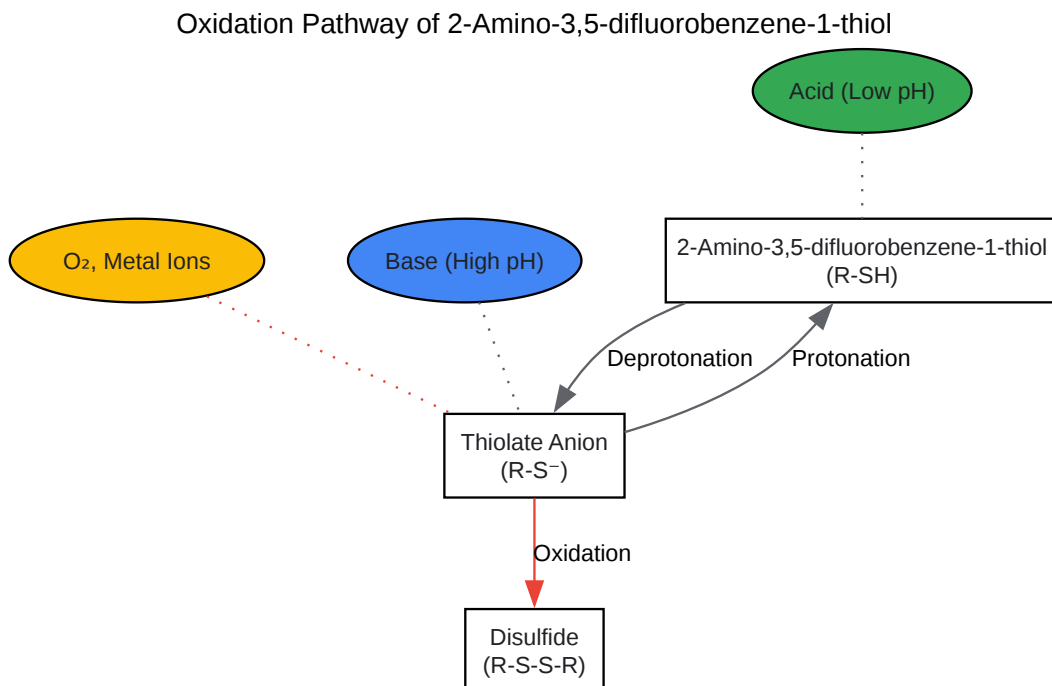 Oxidation Pathway of 2-Amino-3,5-difluorobenzene-1-thiol
Acid (Low pH)
O₂, Metal Ions
Base (High pH)
2-Amino-3,5-difluorobenzene-1-thiol
(R-SH)
Deprotonation
Protonation
Thiolate Anion
(R-S⁻)
Oxidation
Disulfide
(R-S-S-R)